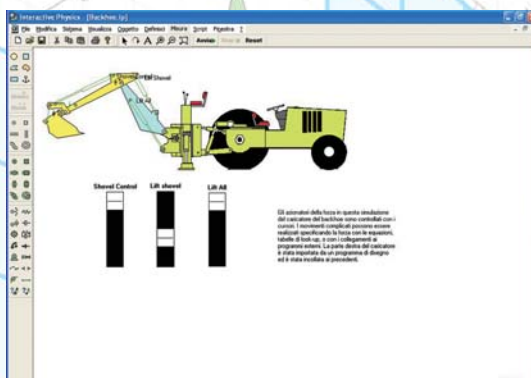 Interactive Physics - [Backhoe.ip]
File Modifica Sistema Visualizza Oggetto Definisci Misura Script Finestra ?
Avvio Reset
Lift Shovel
Lift All
Shovel Control Lift shovel Lift All
Gli azionatori della forza in questa simulazione
del caricatore del backhoe sono controllati con i
cursori. I movimenti complicati possono essere
realizzati specificando la forza con le equazioni,
tabelle di look-up, o con i collegamenti ai
programmi esterni. La parte destra del caricatore
è stata importata da un programma di disegno
ed è stata incollata ai precedenti.